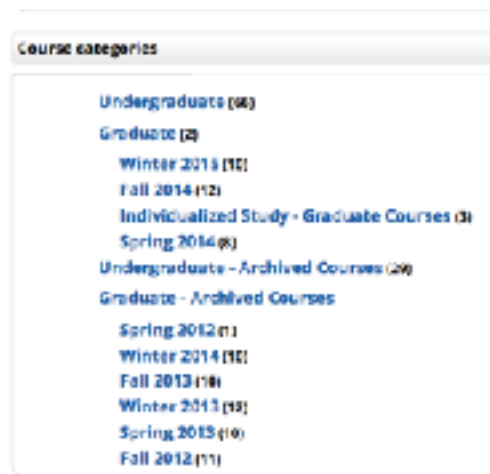 Course categories
Undergraduate
Graduate (2)
Winter 2015 (10)
Fall 2014 (12)
Individualized Study - Graduate Courses (3)
Spring 2014
Undergraduate - Archived Courses (29)
Graduate - Archived Courses
Spring 2012 (1)
Winter 2014 (10)
Fall 2013 (10)
Winter 2013
Spring 2013 (10)
Fall 2012 (11)